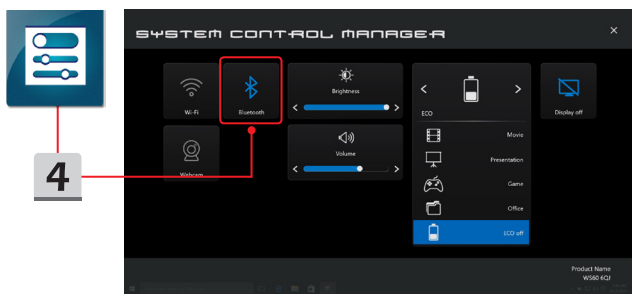 SYSTEM CONTROL MANAGER
Wi-Fi
Bluetooth
Brightness
ECO
Display off
Webcam
Volume
Movie
Presentation
Game
Office
ECO off
4
Product Name
WS60 6QJ